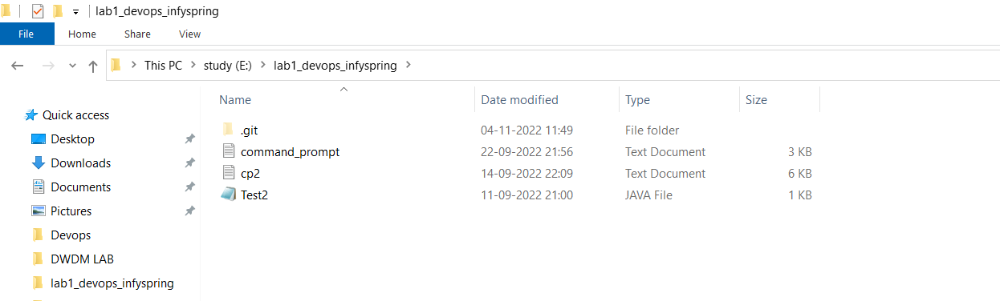 lab1_devops_infyspring
File Home Share View
This PC study (E:) lab1_devops_infyspring
Name Date modified Type Size
Quick access
Desktop
Downloads
Documents
Pictures
Devops
DWDM LAB
lab1_devops_infyspring
.git 04-11-2022 11:49 File folder
command_prompt 22-09-2022 21:56 Text Document 3 KB
cp2 14-09-2022 22:09 Text Document 6 KB
Test2 11-09-2022 21:00 JAVA File 1 KB